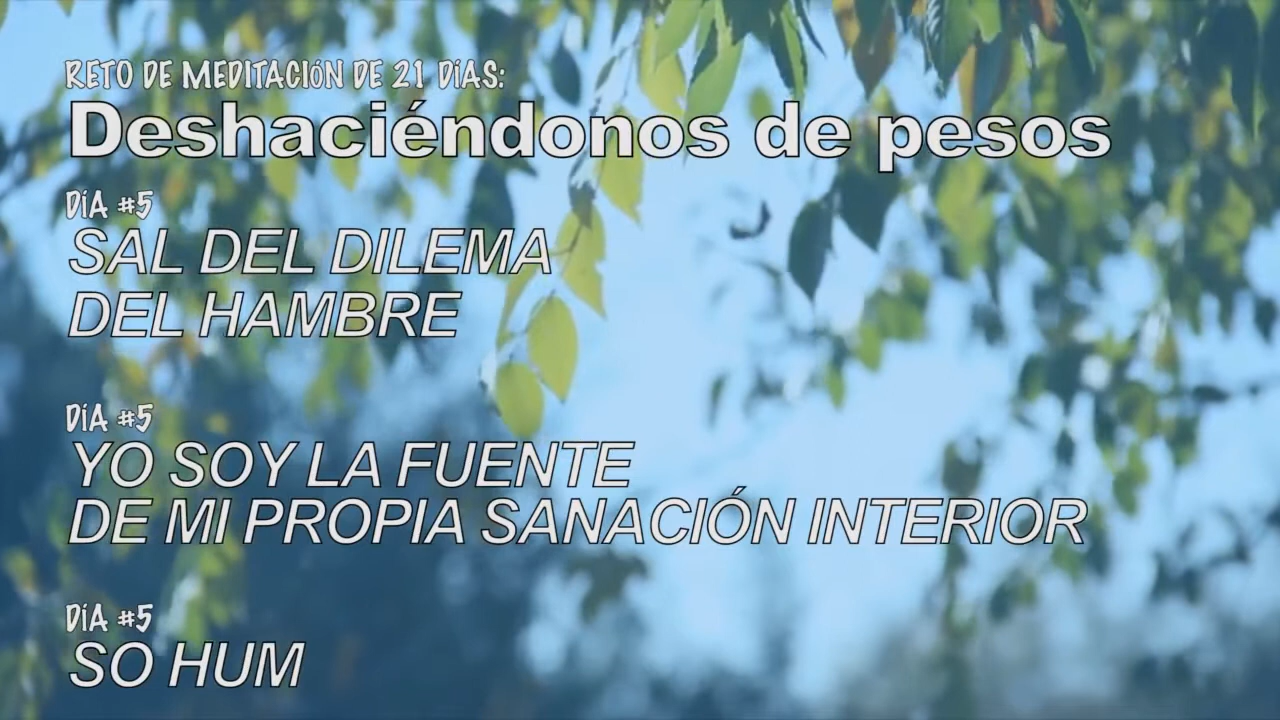 RETO DE MEDITACIÓN DE 21 DÍAS:
Deshaciéndonos de pesos
DÍA #5
SAL DEL DILEMA
DEL HAMBRE
DÍA #5
YO SOY LA FUENTE
DE MI PROPIA SANACIÓN INTERIOR
DÍA #5
SO HUM